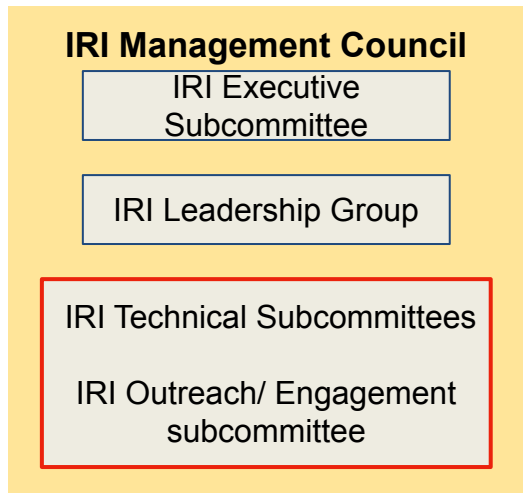 IRI Management Council
IRI Executive
Subcommittee
IRI Leadership Group
IRI Technical Subcommittees
IRI Outreach/ Engagement
subcommittee